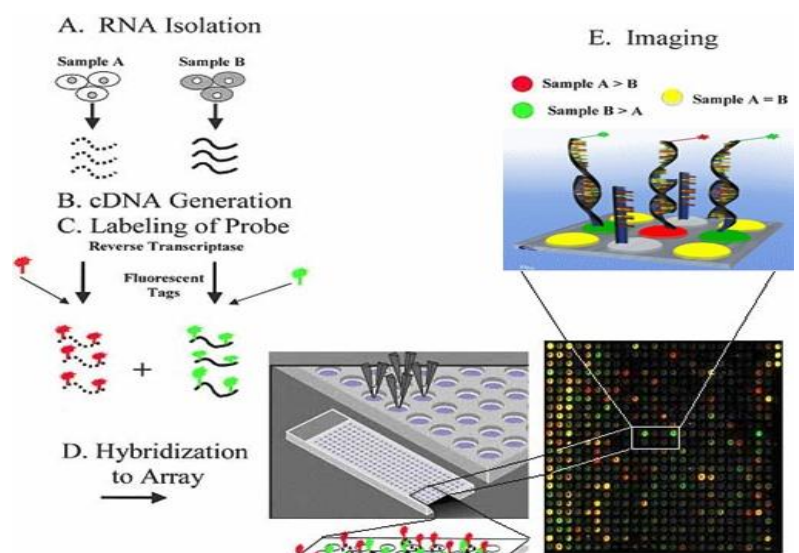 A. RNA Isolation
Sample A
Sample B
B. cDNA Generation
C. Labeling of Probe
Reverse Transcriptase
Fluorescent
Tags
+
D. Hybridization
to Array
E. Imaging
Sample A > B
Sample B > A
Sample A = B